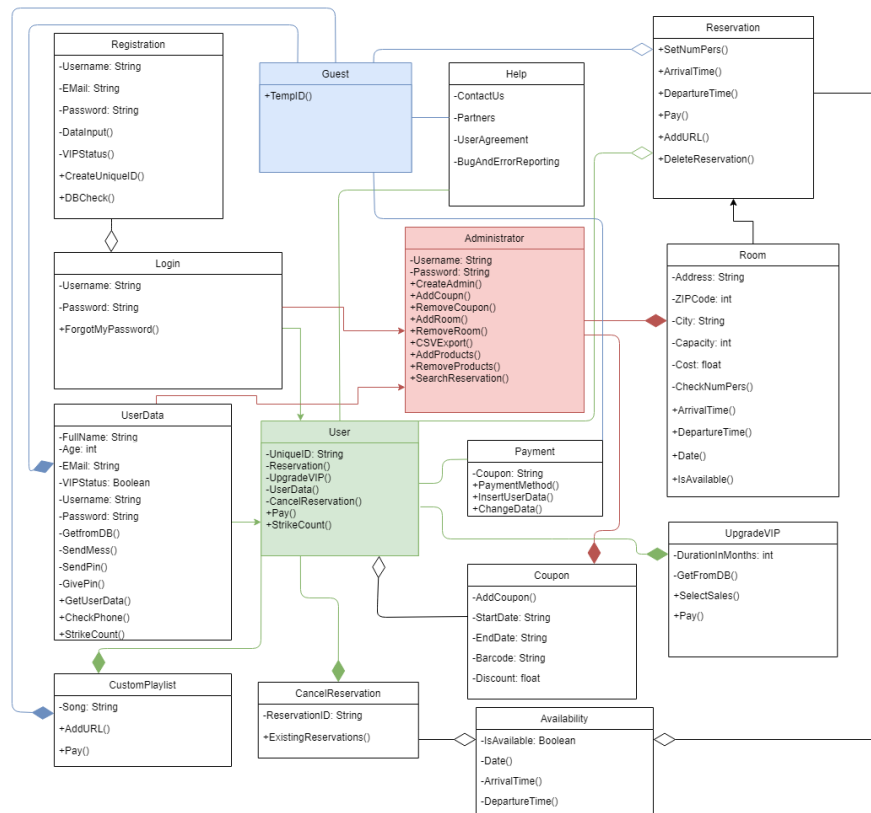 Registration
-Username: String
-EMail: String
-Password: String
-DataInput()
-VIPStatus()
+CreateUniqueID()
+DBCheck()
Guest
+TempID()
Help
-ContactUs
-Partners
-UserAgreement
-BugAndErrorReporting
Reservation
+SetNumPers()
+ArrivalTime()
+DepartureTime()
+Pay()
+AddURL()
+DeleteReservation()
Login
-Username: String
-Password: String
+ForgotMyPassword()
Administrator
-Username: String
-Password: String
+CreateAdmin()
+AddCoupn()
+RemoveCoupon()
+AddRoom()
+RemoveRoom()
+CSVExport()
+AddProducts()
+RemoveProducts()
+SearchReservation()
Room
-Address: String
-ZIPCode: int
-City: String
-Capacity: int
-Cost: float
-CheckNumPers()
+ArrivalTime()
+DepartureTime()
+Date()
+IsAvailable()
UserData
-FullName: String
-Age: int
-EMail: String
-VIPStatus: Boolean
-Username: String
-Password: String
-GetfromDB()
-SendMess()
-SendPin()
-GivePin()
+GetUserData()
+CheckPhone()
+StrikeCount()
User
-UniqueID: String
-Reservation()
-UpgradeVIP()
-UserData()
-CancelReservation()
+Pay()
+StrikeCount()
Payment
-Coupon: String
+PaymentMethod()
+InsertUserData()
+ChangeData()
UpgradeVIP
-DurationInMonths: int
-GetFromDB()
+SelectSales()
+Pay()
Coupon
-AddCoupon()
-StartDate: String
-EndDate: String
-Barcode: String
-Discount: float
CustomPlaylist
-Song: String
+AddURL()
+Pay()
CancelReservation
-ReservationID: String
+ExistingReservations()
Availability
-IsAvailable: Boolean
-Date()
-ArrivalTime()
-DepartureTime()